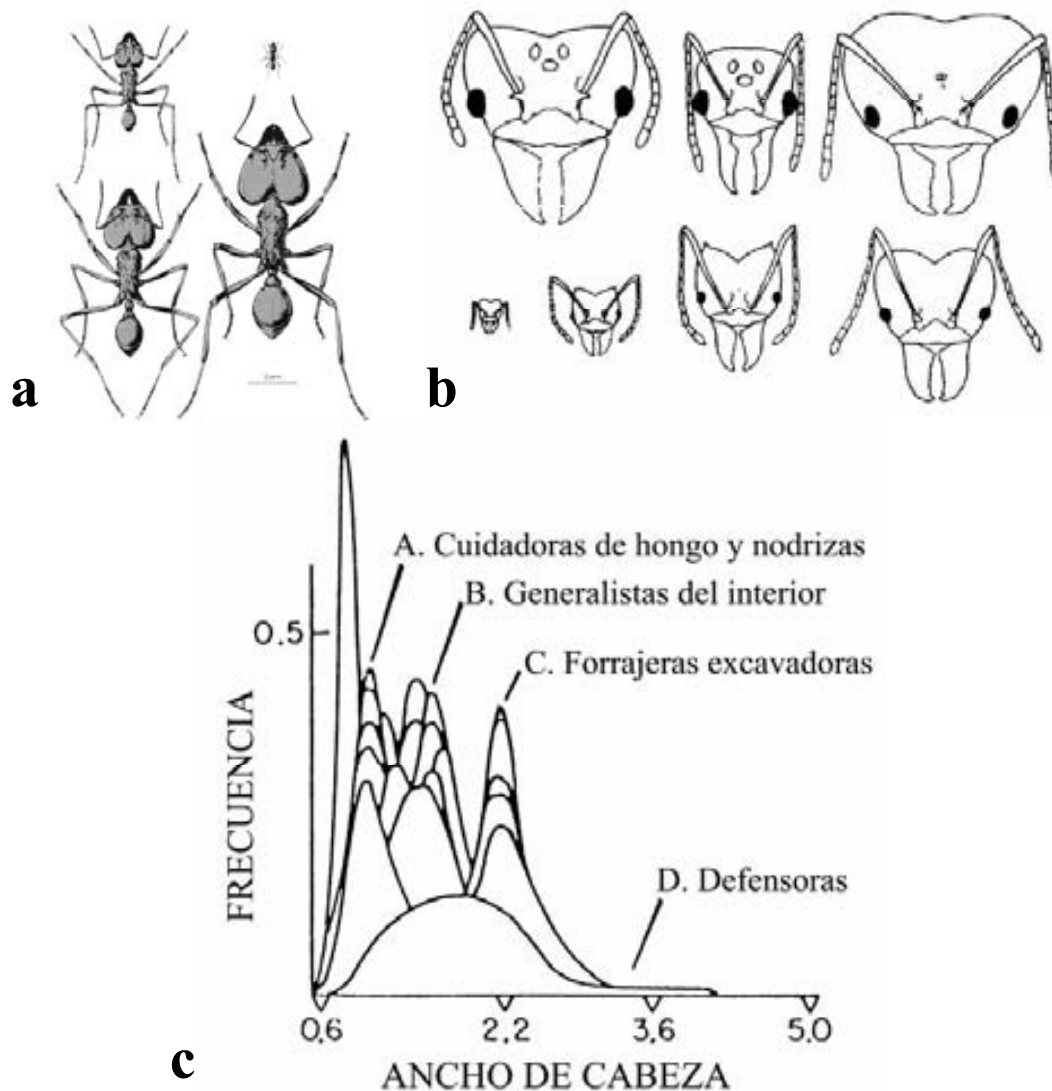 a
b
A. Cuidadoras de hongo y nodrizas
B. Generalistas del interior
0.5
C. Forrajeras excavadoras
FRECUENCIA
D. Defensoras
0.6 2.2 3.6 5.0
c
ANCHO DE CABEZA